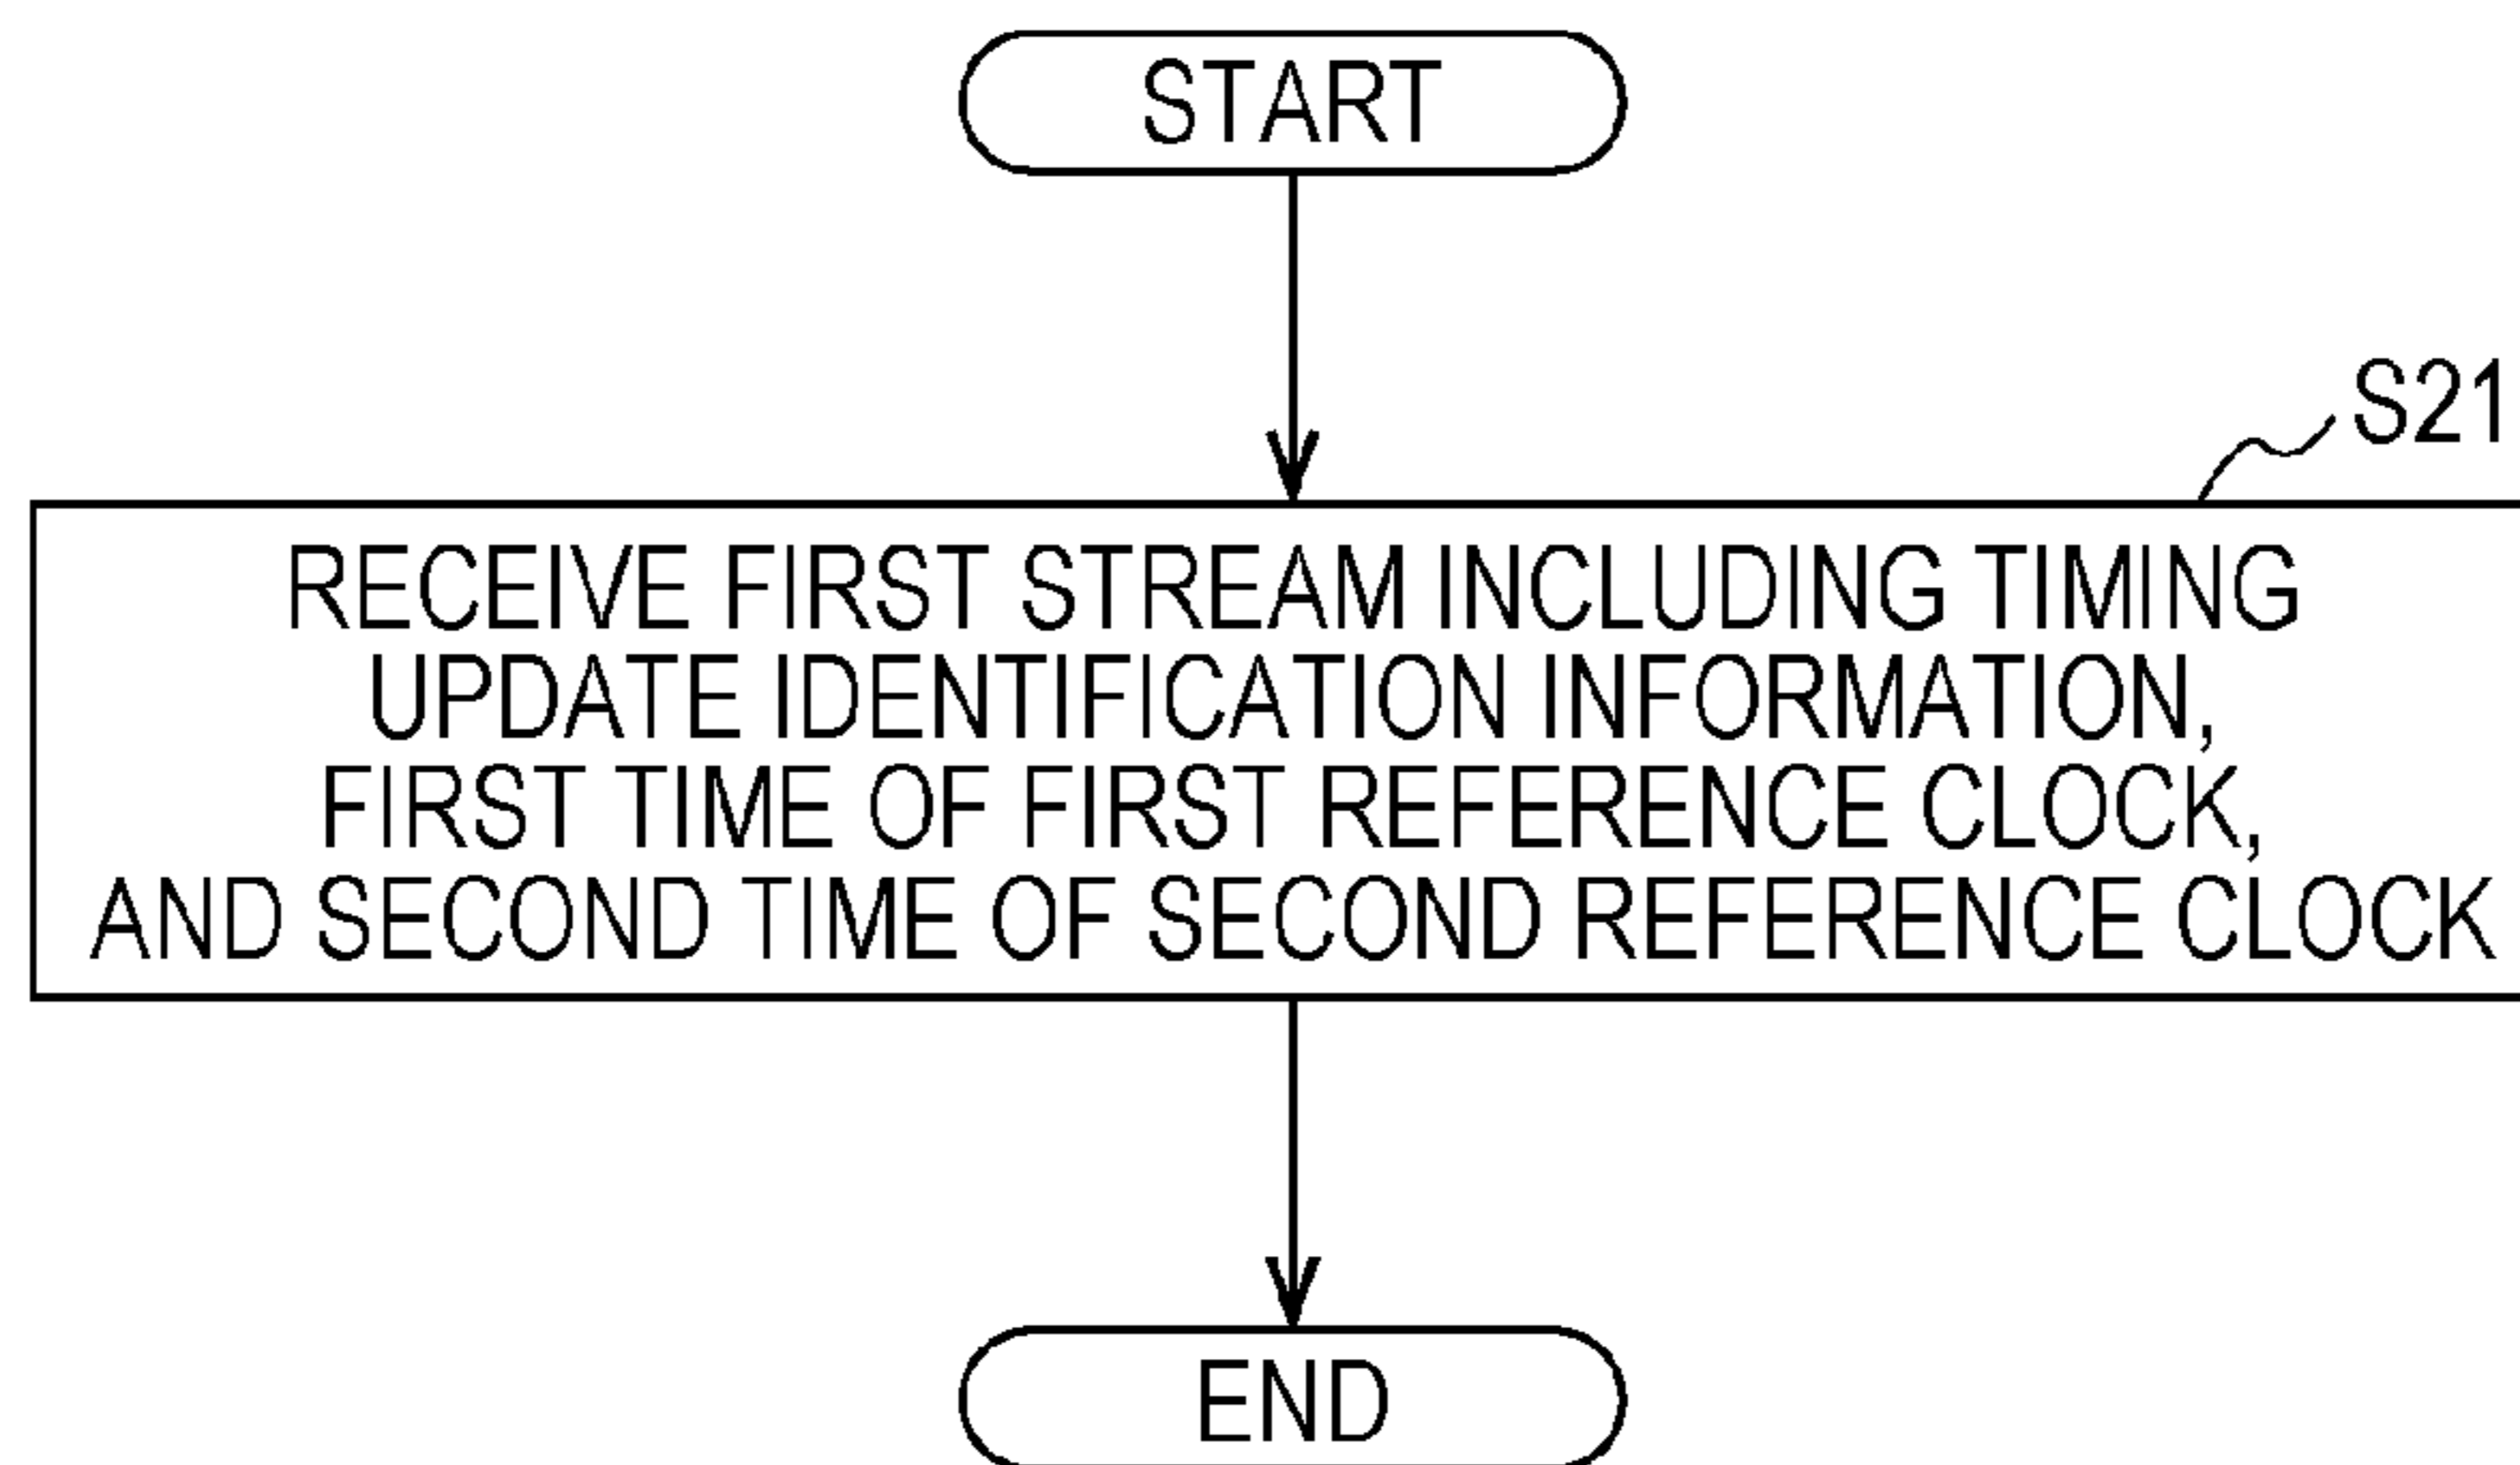 START
S21
RECEIVE FIRST STREAM INCLUDING TIMING
UPDATE IDENTIFICATION INFORMATION,
FIRST TIME OF FIRST REFERENCE CLOCK,
AND SECOND TIME OF SECOND REFERENCE CLOCK
END